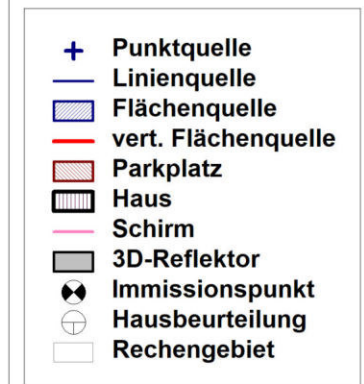 Punktquelle
Linienquelle
Flächenquelle
vert. Flächenquelle
Parkplatz
Haus
Schirm
3D-Reflektor
Immissionspunkt
Hausbeurteilung
Rechengebiet